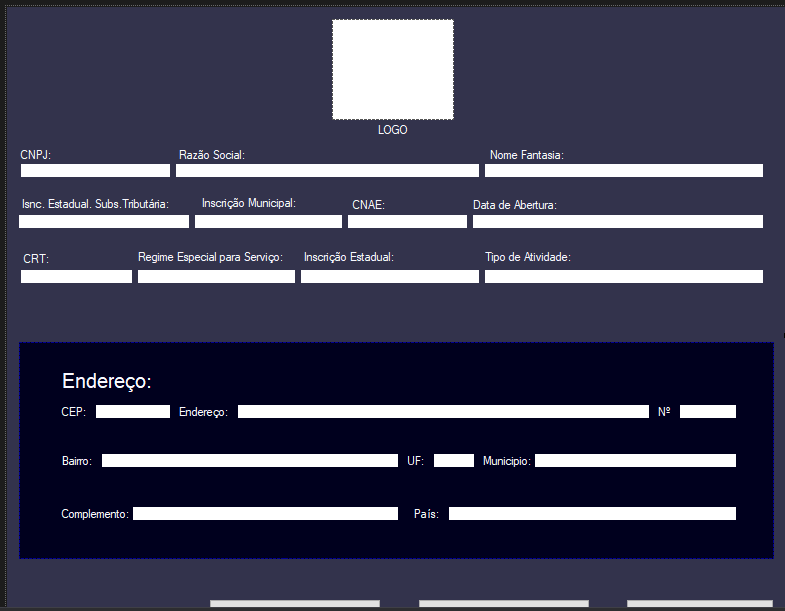 LOGO
CNPJ: Razão Social: Nome Fantasia:
Isnc. Estadual. Subs.Tributária: Inscrição Municipal: CNAE: Data de Abertura:
CRT: Regime Especial para Serviço: Inscrição Estadual: Tipo de Atividade:
Endereço:
CEP: Endereço: Nº
Bairro: UF: Municipio:
Complemento: País: